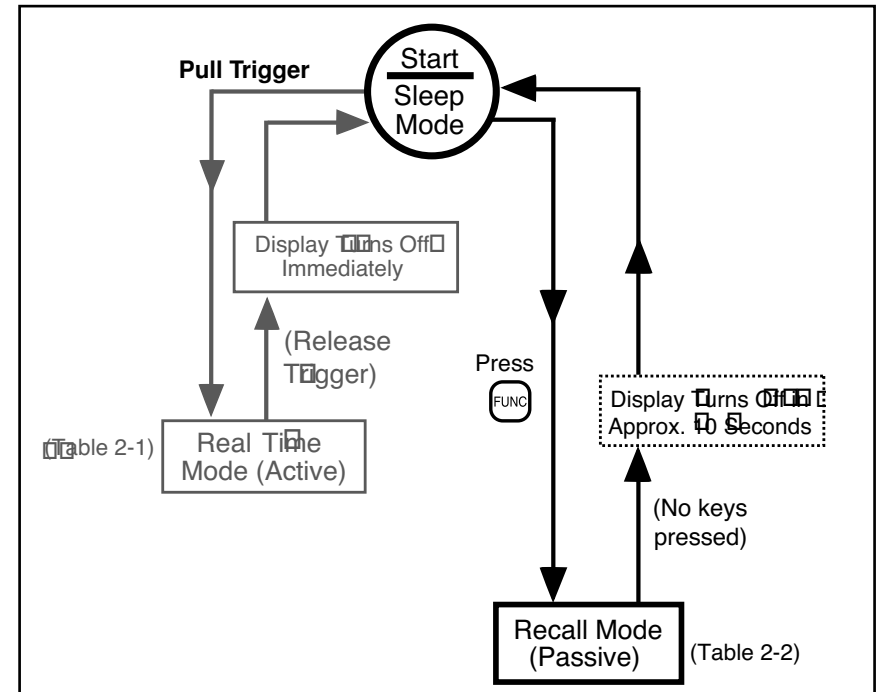 Start
Sleep
Mode
Pull Trigger
Display Turns Off
Immediately
(Release
Trigger)
(Table 2-1)
Real Time
Mode (Active)
Press
FUNC
Display Turns Off in
Approx. 10 Seconds
(No keys
pressed)
Recall Mode
(Passive)
(Table 2-2)